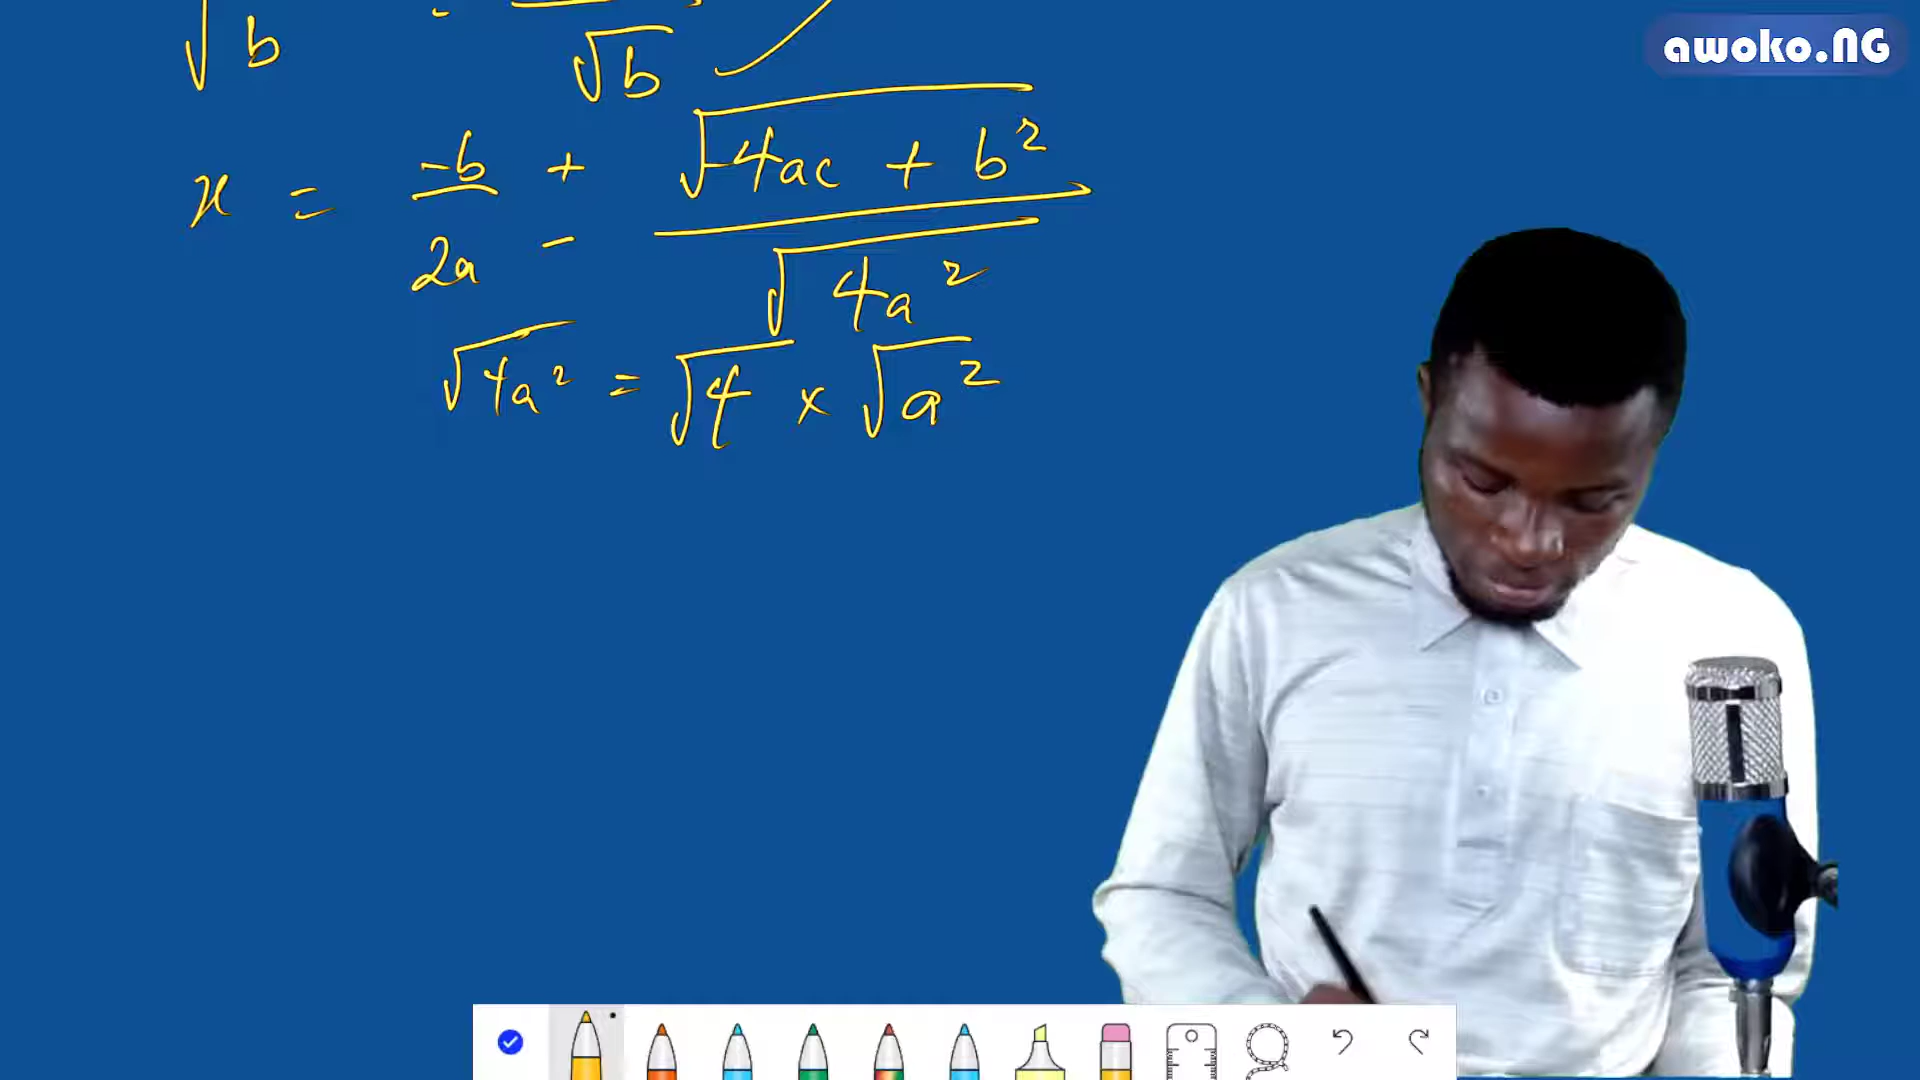 awoko.NG
√b = / √b
x = -b/2a ± √(-4ac + b²) / √(4a²)
√4a² = √4 × √a²